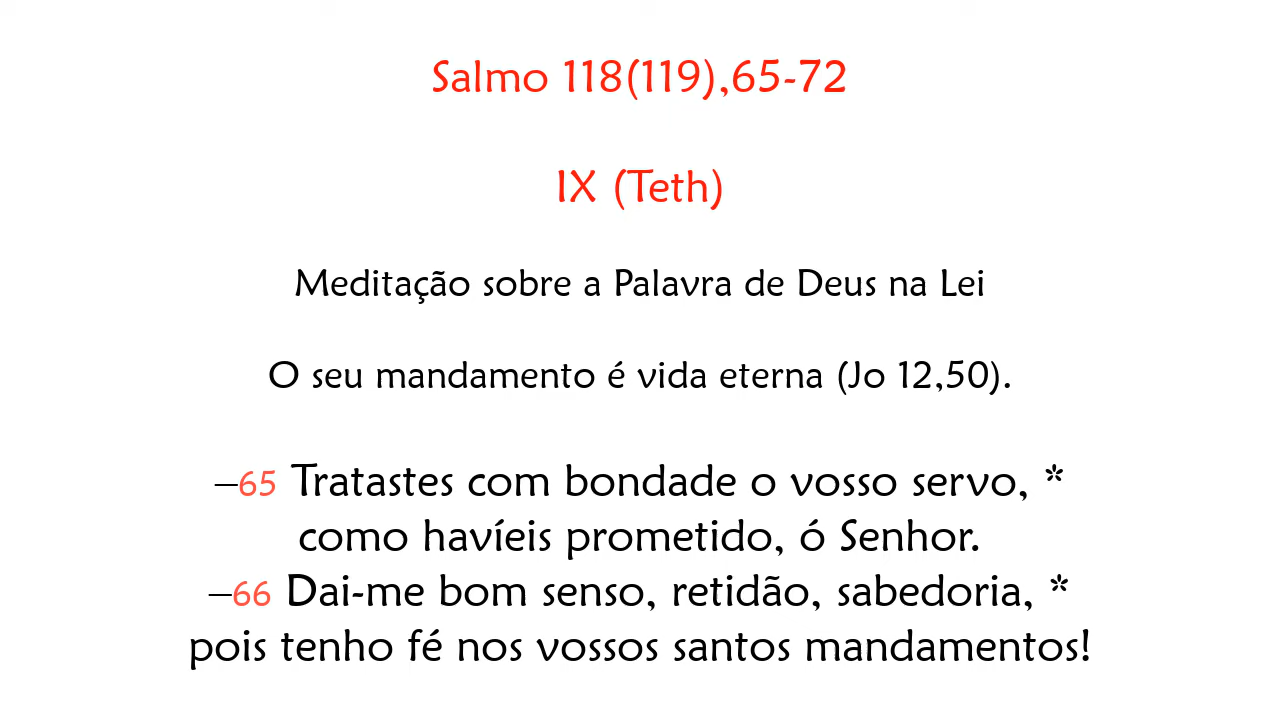 Salmo 118(119),65-72
IX (Teth)
Meditação sobre a Palavra de Deus na Lei
O seu mandamento é vida eterna (Jo 12,50).
–65 Tratastes com bondade o vosso servo, *
como havíeis prometido, ó Senhor.
–66 Dai-me bom senso, retidão, sabedoria, *
pois tenho fé nos vossos santos mandamentos!